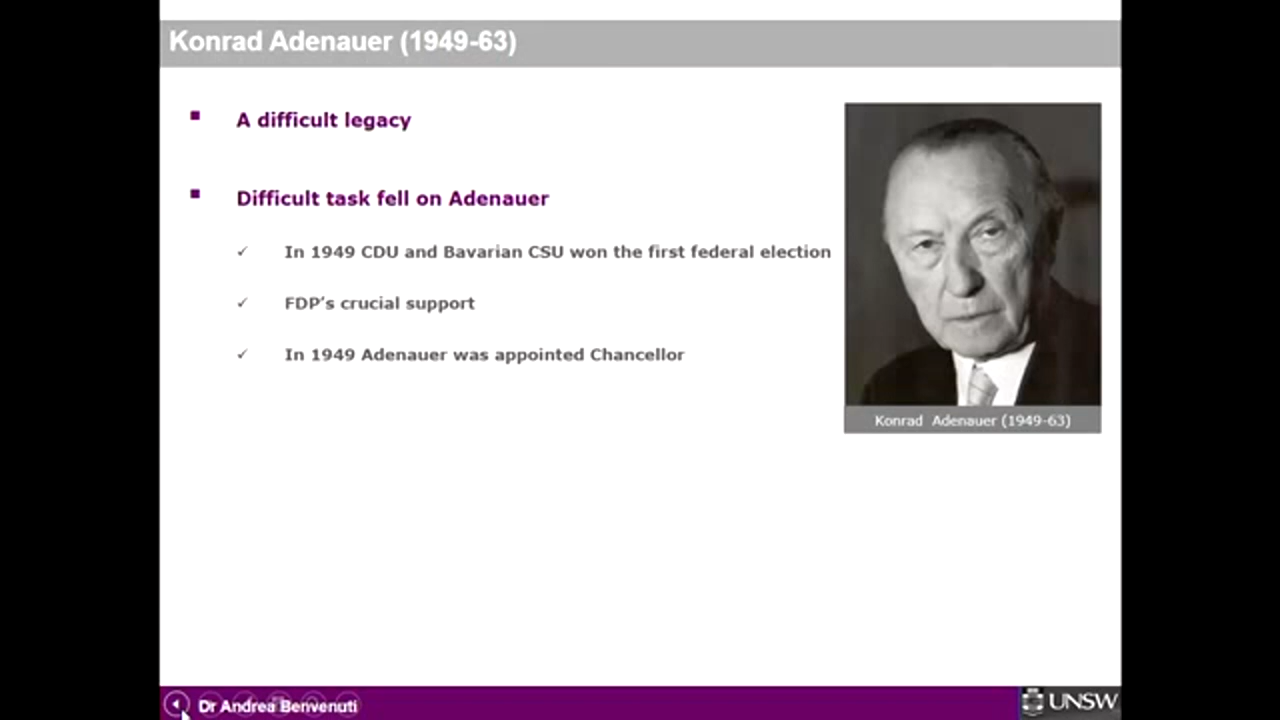 Konrad Adenauer (1949-63)
A difficult legacy
Difficult task fell on Adenauer
In 1949 CDU and Bavarian CSU won the first federal election
FDP's crucial support
In 1949 Adenauer was appointed Chancellor
Konrad Adenauer (1949-63)
Dr Andrea Benvenuti
UNSW